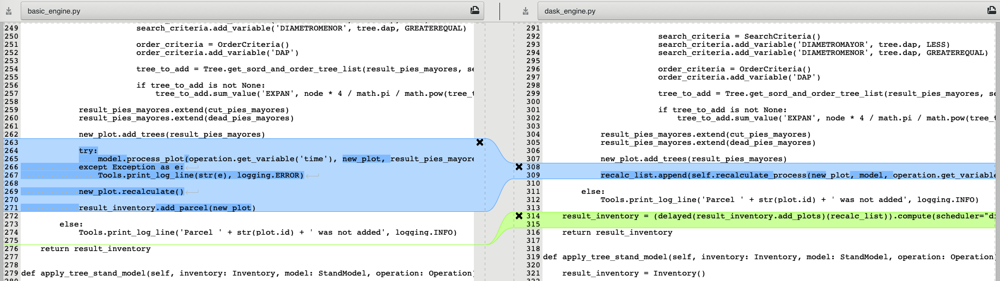 basic_engine.py
249 search_criteria.add_variable('DIAMETROMENOR', tree.dap, GREATEREQUAL)
250
251 order_criteria = OrderCriteria()
252 order_criteria.add_variable('DAP')
253
254 tree_to_add = Tree.get_sord_and_order_tree_list(result_pies_mayores, se
255
256 if tree_to_add is not None:
257 tree_to_add.sum_value('EXPAN', node * 4 / math.pi / math.pow(tree_t
258
259 result_pies_mayores.extend(cut_pies_mayores)
260 result_pies_mayores.extend(dead_pies_mayores)
261
262 new_plot.add_trees(result_pies_mayores)
263
264 try:
265 model.process_plot(operation.get_variable('time'), new_plot, result_pies_mayore
266 except Exception as e:
267 Tools.print_log_line(str(e), logging.ERROR)
268
269 new_plot.recalculate()
270
271 result_inventory.add_parcel(new_plot)
272
273 else:
274 Tools.print_log_line('Parcel ' + str(plot.id) + ' was not added', logging.INFO)
275
276 return result_inventory
277
278
279 def apply_tree_stand_model(self, inventory: Inventory, model: StandModel, operation: Operation)
dask_engine.py
291
292 search_criteria = SearchCriteria()
293 search_criteria.add_variable('DIAMETROMAYOR', tree.dap, LESS)
294 search_criteria.add_variable('DIAMETROMENOR', tree.dap, GREATEREQUAL)
295
296 order_criteria = OrderCriteria()
297 order_criteria.add_variable('DAP')
298
299 tree_to_add = Tree.get_sord_and_order_tree_list(result_pies_mayores, se
300
301 if tree_to_add is not None:
302 tree_to_add.sum_value('EXPAN', node * 4 / math.pi / math.pow(tree_t
303
304 result_pies_mayores.extend(cut_pies_mayores)
305 result_pies_mayores.extend(dead_pies_mayores)
306
307 new_plot.add_trees(result_pies_mayores)
308
309 recalc_list.append(self.recalculate_process(new_plot, model, operation.get_variable
310
311 else:
312 Tools.print_log_line('Parcel ' + str(plot.id) + ' was not added', logging.INFO)
313
314 result_inventory = (delayed(result_inventory.add_plots)(recalc_list)).compute(scheduler="d
315
316 return result_inventory
317
318
319 def apply_tree_stand_model(self, inventory: Inventory, model: StandModel, operation: Operation
320
321 result_inventory = Inventory()